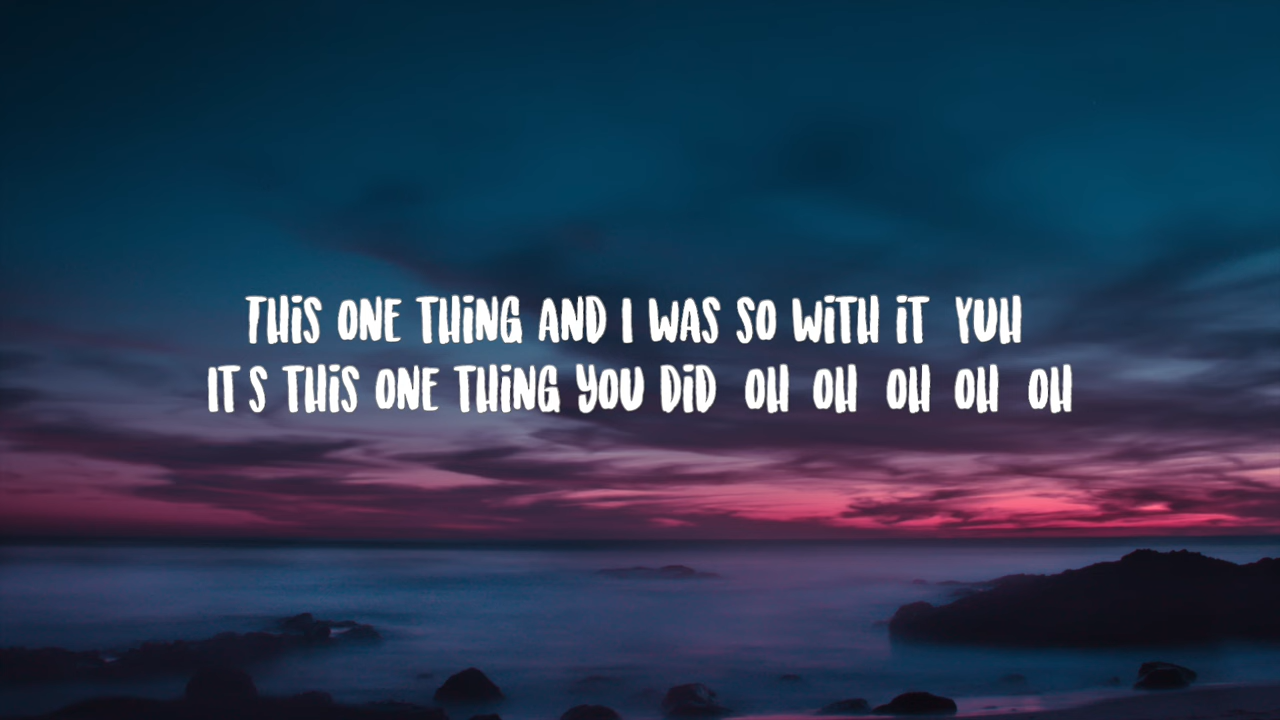 THiS ONE THiNG AND I WAS SO WiTH iT YUH
IT S THiS ONE THiNG YOU DiD OH OH OH OH OH